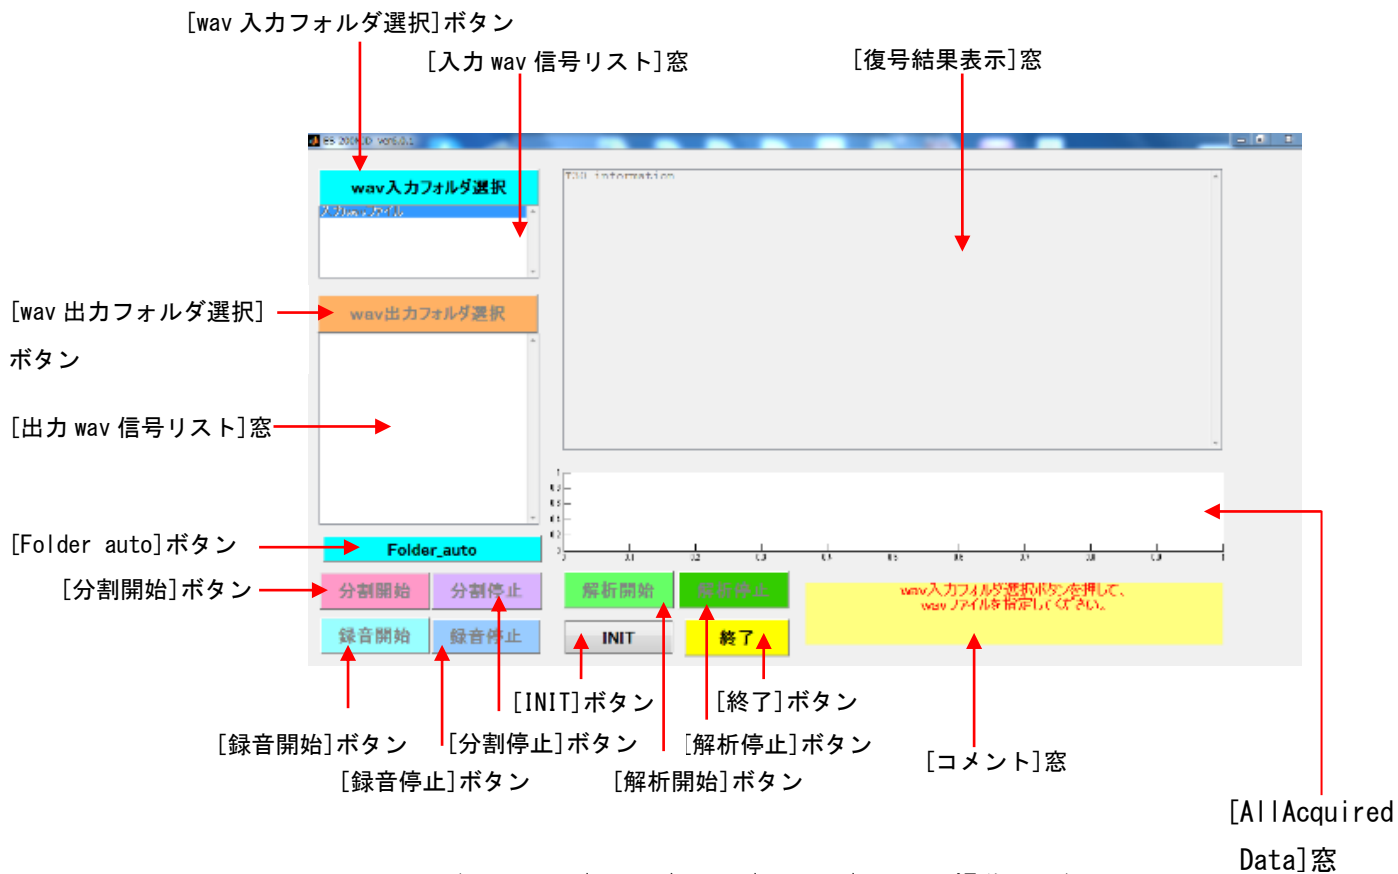 [wav 入力フォルダ選択]ボタン
[入力 wav 信号リスト]窓
[復号結果表示]窓
wav入力フォルダ選択
T30 information
[wav 出力フォルダ選択]
ボタン
wav出力フォルダ選択
[出力 wav 信号リスト]窓
[Folder auto]ボタン
Folder_auto
[分割開始]ボタン
分割開始
分割停止
解析開始
解析停止
wav入力フォルダ選択ボタンを押して、
wavファイルを指定してください。
録音開始
録音停止
INIT
終了
[INIT]ボタン
[終了]ボタン
[録音開始]ボタン
[分割停止]ボタン
[解析停止]ボタン
[コメント]窓
[録音停止]ボタン
[解析開始]ボタン
[AllAcquired
Data]窓